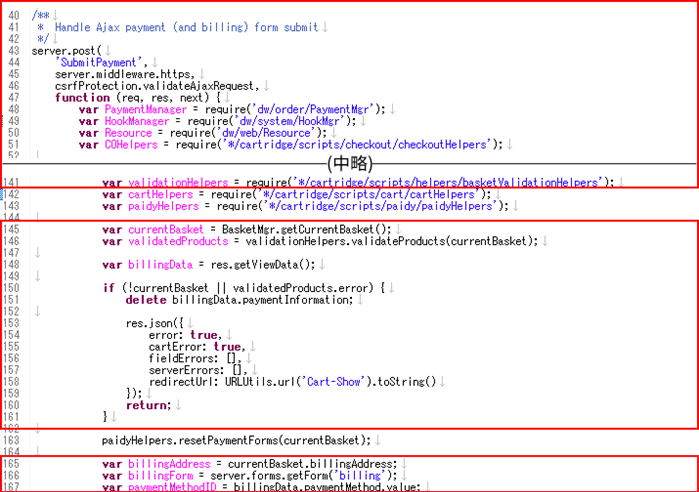 40 /**↓
41 *  Handle Ajax payment (and billing) form submit↓
42 */↓
43 server.post(↓
44 'SubmitPayment',↓
45 server.middleware.https,↓
46 csrfProtection.validateAjaxRequest,↓
47 function (req, res, next) {↓
48 var PaymentManager = require('dw/order/PaymentMgr');↓
49 var HookManager = require('dw/system/HookMgr');↓
50 var Resource = require('dw/web/Resource');↓
51 var COHelpers = require('*/cartridge/scripts/checkout/checkoutHelpers');↓
52 ↓
(中略)
141 var validationHelpers = require('*/cartridge/scripts/helpers/basketValidationHelpers');↓
142 var cartHelpers = require('*/cartridge/scripts/cart/cartHelpers');↓
143 var paidyHelpers = require('*/cartridge/scripts/paidy/paidyHelpers');↓
144 ↓
145 var currentBasket = BasketMgr.getCurrentBasket();↓
146 var validatedProducts = validationHelpers.validateProducts(currentBasket);↓
147 ↓
148 var billingData = res.getViewData();↓
149 ↓
150 if (!currentBasket || validatedProducts.error) {↓
151 delete billingData.paymentInformation;↓
152 ↓
153 res.json({↓
154 error: true,↓
155 cartError: true,↓
156 fieldErrors: [],↓
157 serverErrors: [],↓
158 redirectUrl: URLUtils.url('Cart-Show').toString()↓
159 });↓
160 return;↓
161 }↓
162 ↓
163 paidyHelpers.resetPaymentForms(currentBasket);↓
164 ↓
165 var billingAddress = currentBasket.billingAddress;↓
166 var billingForm = server.forms.getForm('billing');↓
167 var paymentMethodID = billingData.paymentMethod.value;↓